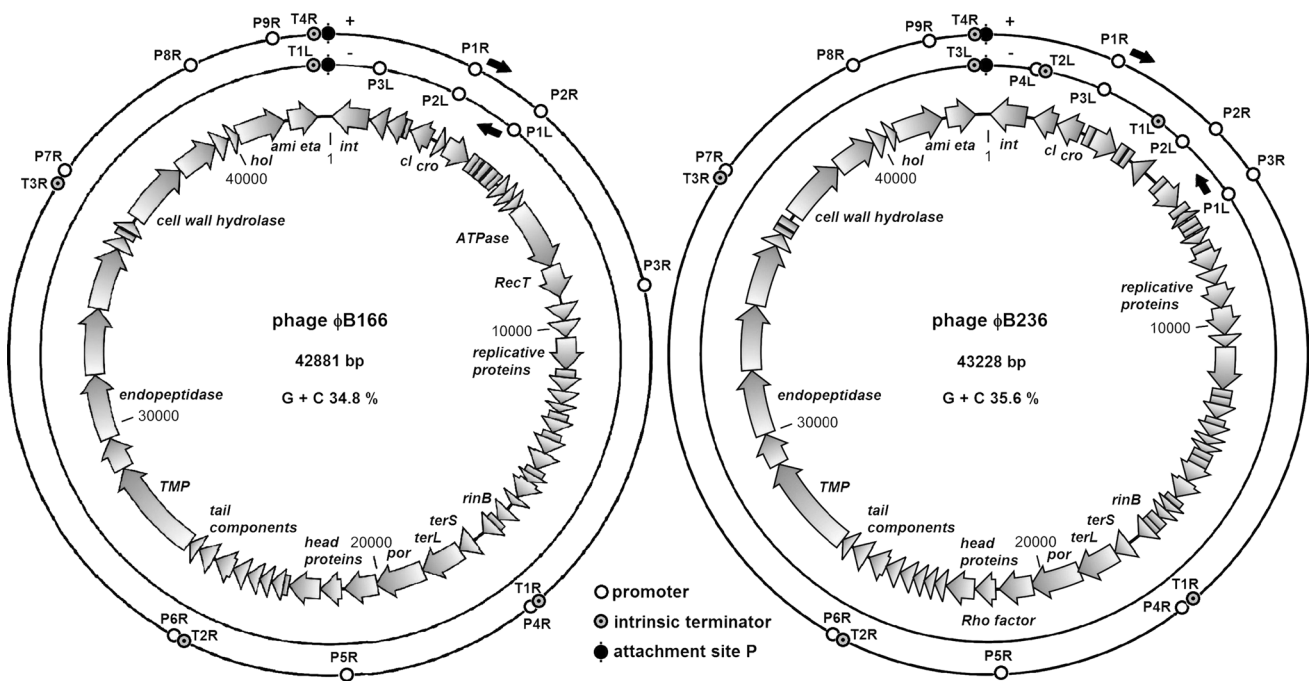 P9R
T4R
+
P8R
T1L
-
P1R
P3L
P2L
P2R
P1L
P7R
T3R
ami eta
int
cI cro
hol
1
40000
cell wall hydrolase
ATPase
RecT
P3R
phage ϕB166
10000
42881 bp
replicative
proteins
G + C 34.8 %
endopeptidase
30000
TMP
tail
components
rinB
terS
terL
head
proteins
20000
por
T1R
P4R
P6R
T2R
P5R
P9R
T4R
+
P8R
T3L
-
P1R
T2L
P4L
P3L
P2R
T1L
P2L
P3R
P1L
P7R
T3R
ami eta
int
cI cro
hol
1
40000
cell wall hydrolase
replicative
proteins
10000
phage ϕB236
43228 bp
G + C 35.6 %
endopeptidase
30000
TMP
tail
components
rinB
terS
terL
head
proteins
20000
por
Rho factor
T1R
P4R
P6R
T2R
P5R
promoter
intrinsic terminator
attachment site P